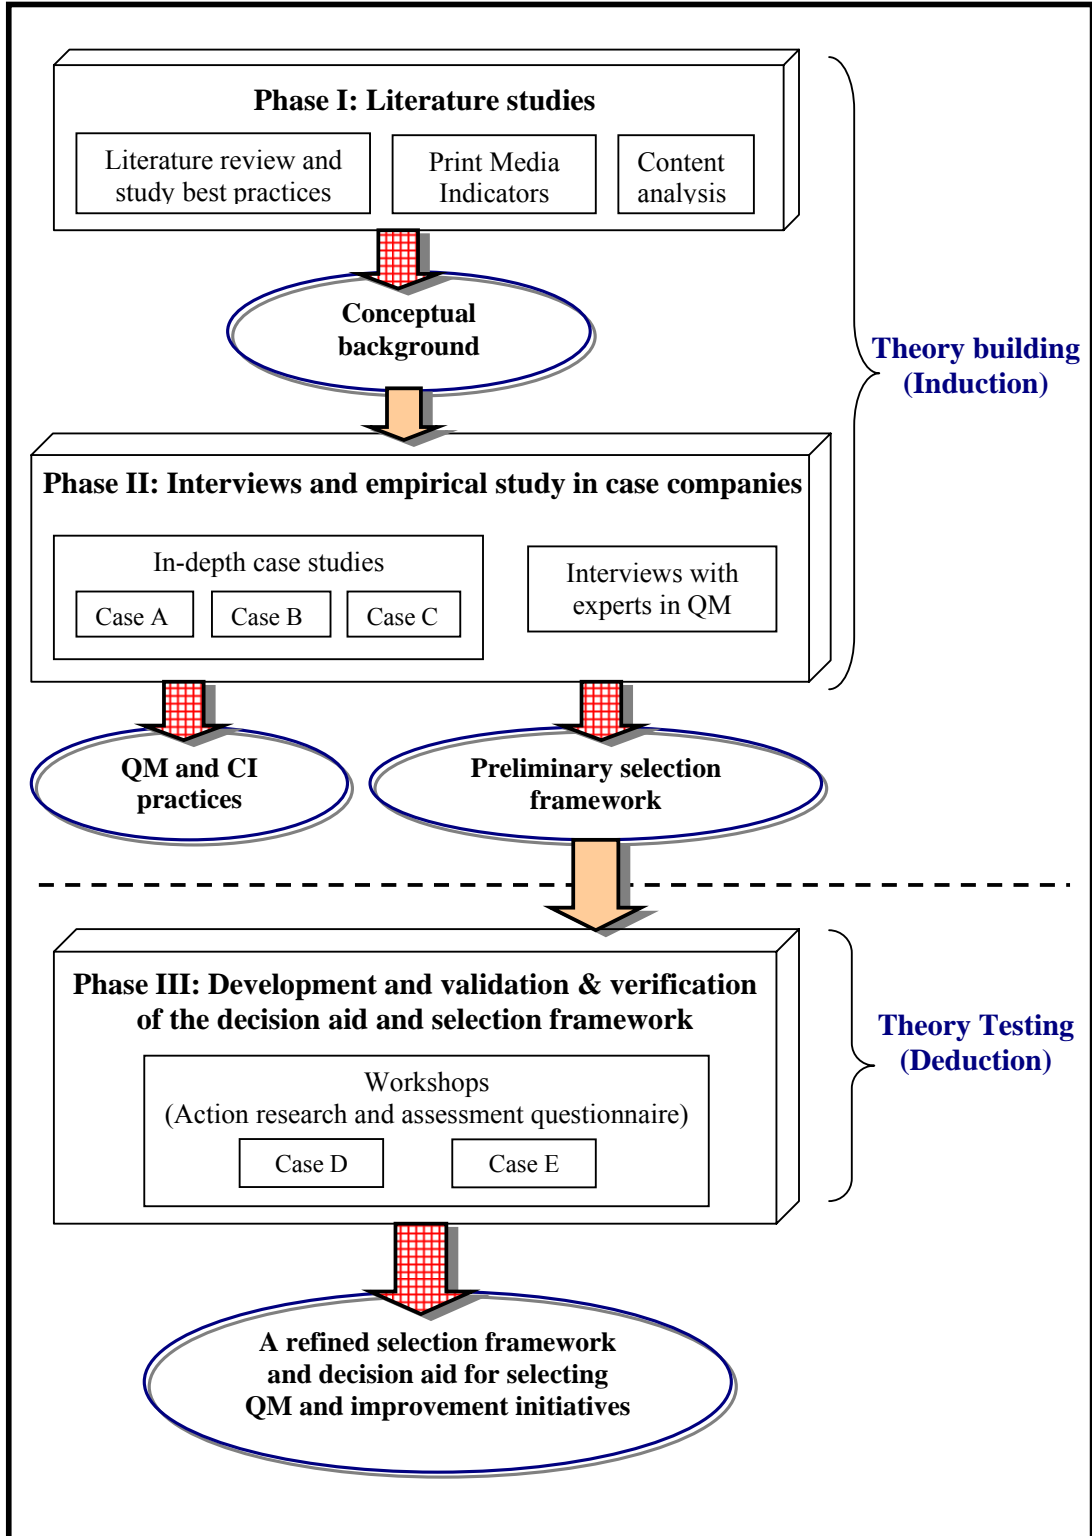 Phase I: Literature studies
Literature review and
study best practices
Print Media
Indicators
Content
analysis
Conceptual
background
Theory building
(Induction)
Phase II: Interviews and empirical study in case companies
In-depth case studies
Case A
Case B
Case C
Interviews with
experts in QM
QM and CI
practices
Preliminary selection
framework
Phase III: Development and validation & verification
of the decision aid and selection framework
Workshops
(Action research and assessment questionnaire)
Case D
Case E
Theory Testing
(Deduction)
A refined selection framework
and decision aid for selecting
QM and improvement initiatives